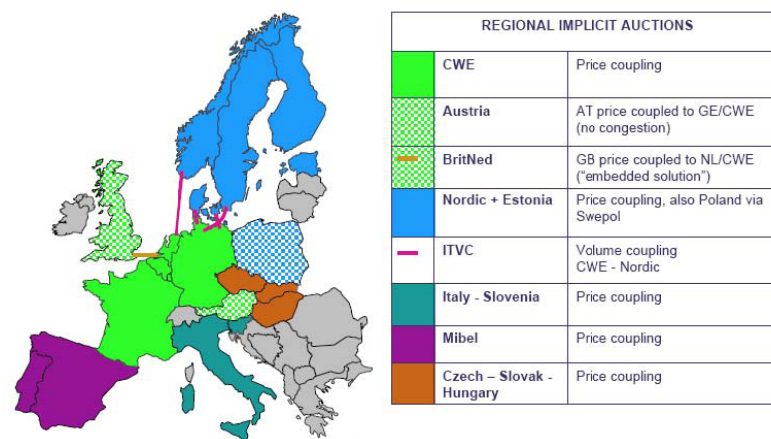 REGIONAL IMPLICIT AUCTIONS
CWE Price coupling
Austria AT price coupled to GE/CWE
(no congestion)
BritNed GB price coupled to NL/CWE
(“embedded solution”)
Nordic + Estonia Price coupling, also Poland via
Swepol
ITVC Volume coupling
CWE - Nordic
Italy - Slovenia Price coupling
Mibel Price coupling
Czech – Slovak - Price coupling
Hungary